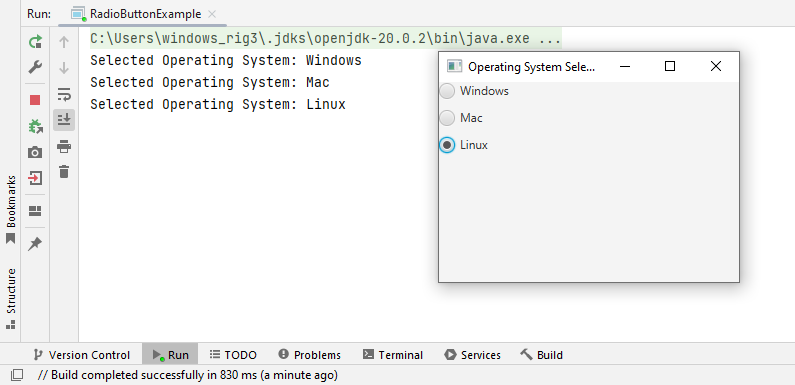 Run: RadioButtonExample
C:\Users\windows_rig3\.jdks\openjdk-20.0.2\bin\java.exe ...
Selected Operating System: Windows
Selected Operating System: Mac
Selected Operating System: Linux
Operating System Sele...
Windows
Mac
Linux
Bookmarks
Structure
Version Control Run TODO Problems Terminal Services Build
// Build completed successfully in 830 ms (a minute ago)